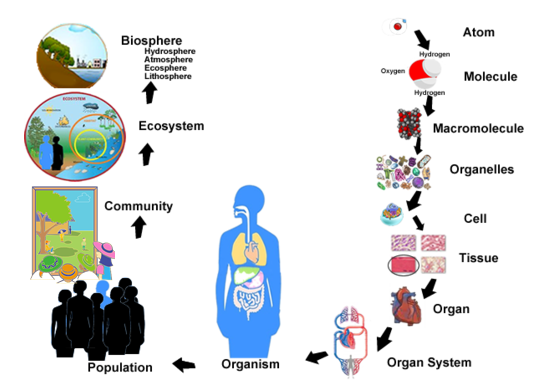 Atom
Hydrogen
Oxygen
Molecule
Hydrogen
Macromolecule
Organelles
Cell
Tissue
Organ
Organ System
Organism
Population
Community
Ecosystem
ECOSYSTEM
Biosphere
Hydrosphere
Atmosphere
Ecosphere
Lithosphere